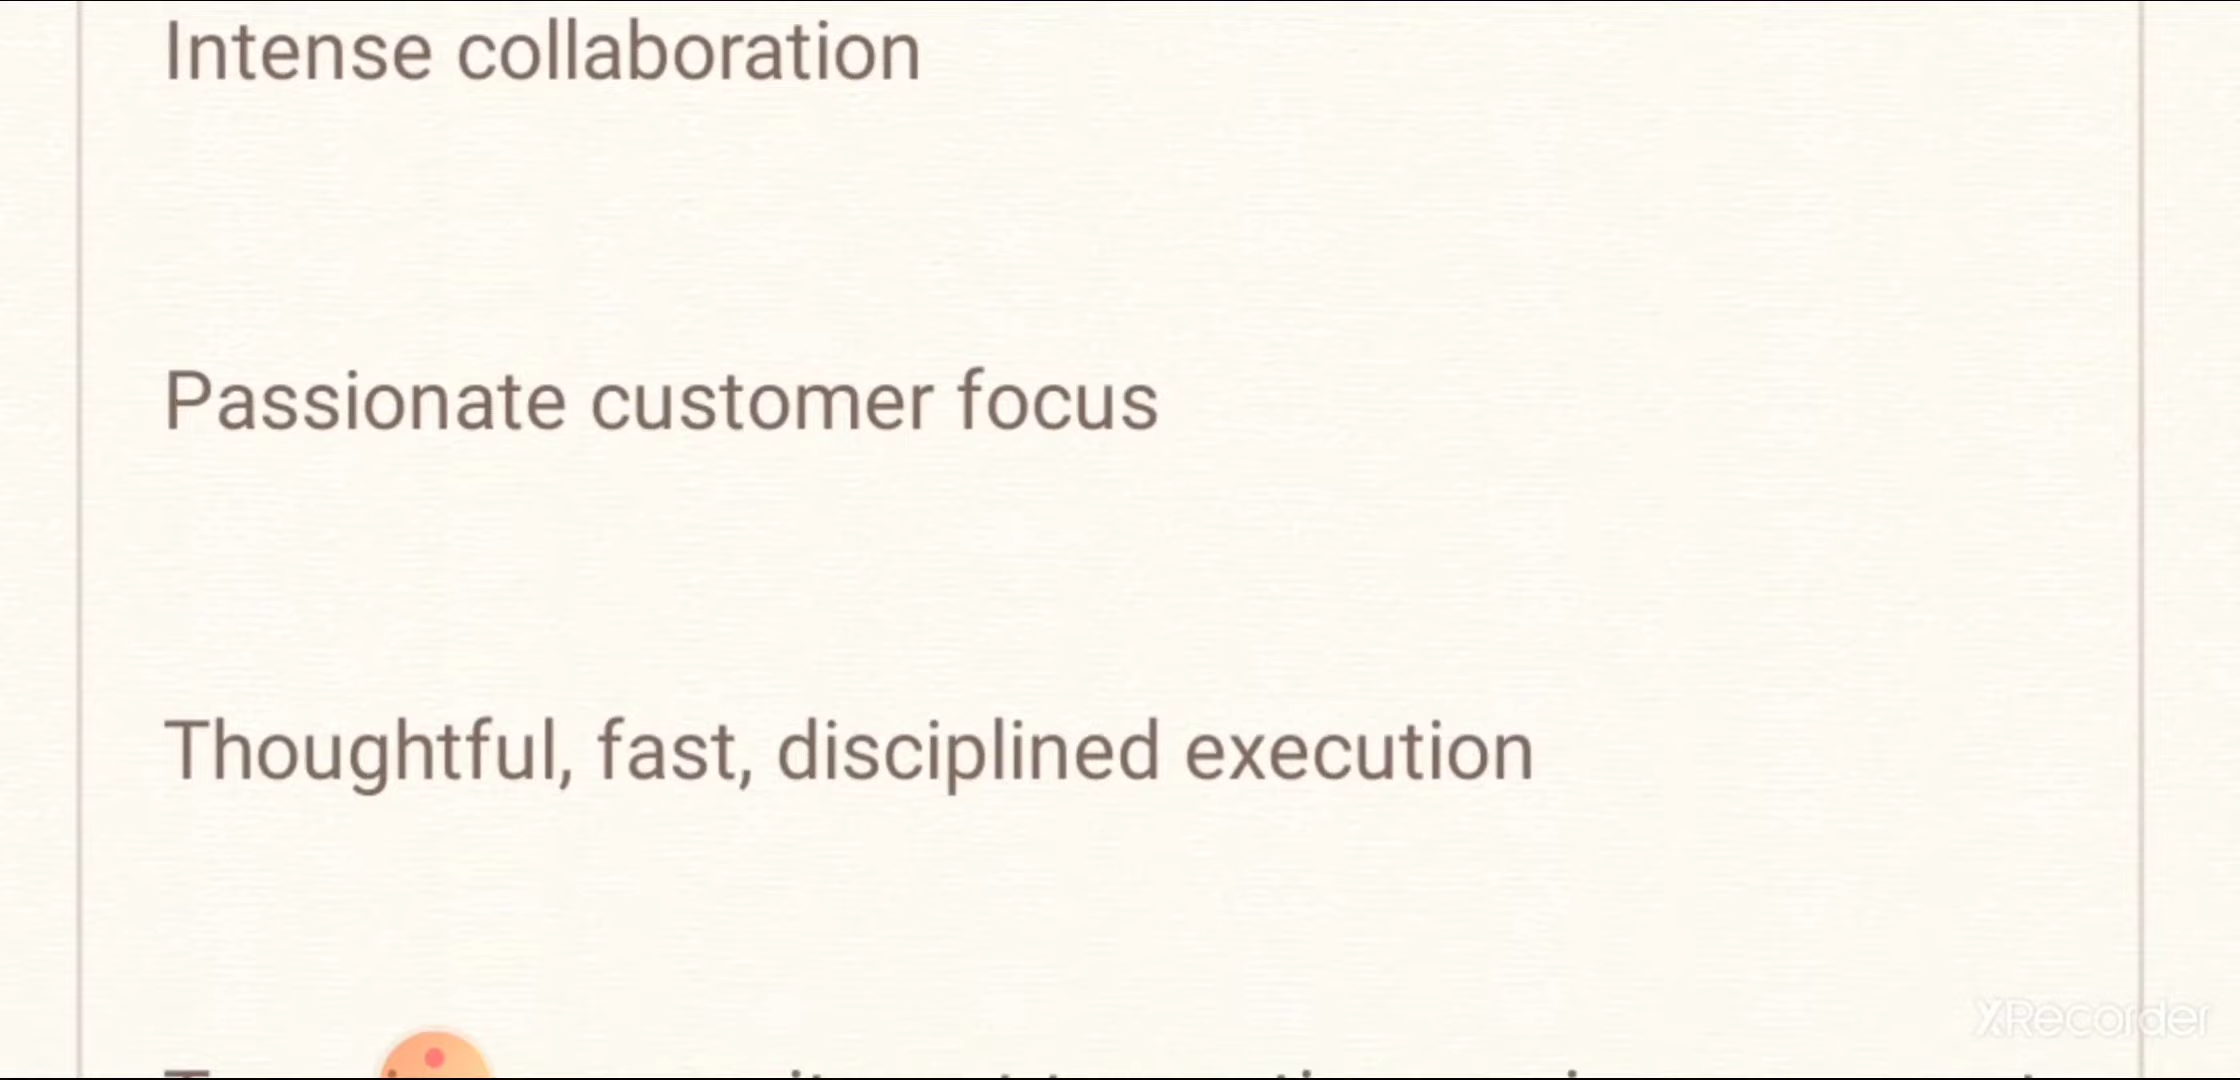 Intense collaboration
Passionate customer focus
Thoughtful, fast, disciplined execution
XRecorder